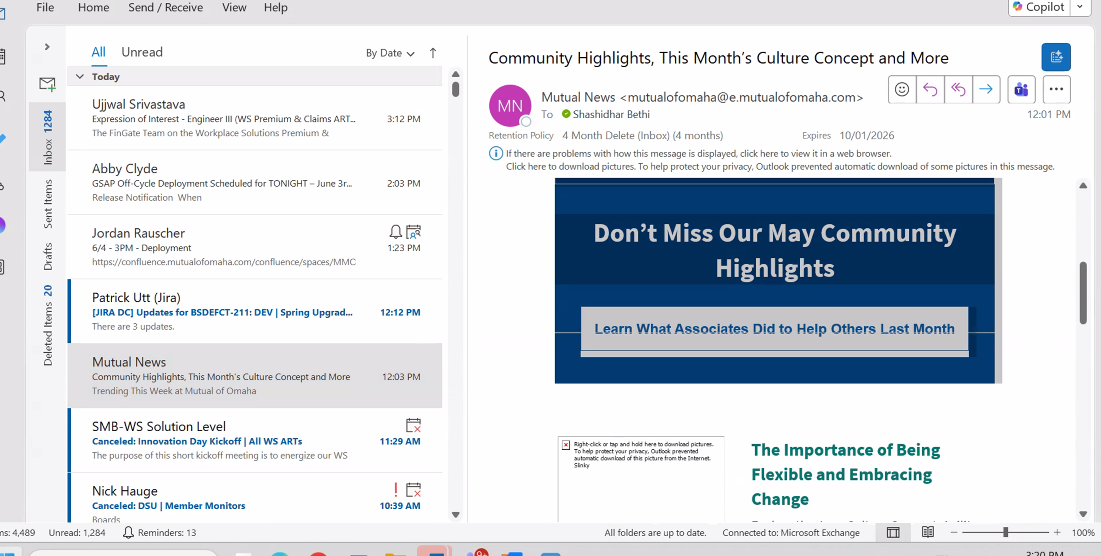 File Home Send / Receive View Help
Copilot
All Unread By Date
Today
Inbox 1284
Sent Items
Drafts
Deleted Items 20
Ujjwal Srivastava
Expression of Interest - Engineer III (WS Premium & Claims ART... 3:12 PM
The FinGate Team on the Workplace Solutions Premium &
Abby Clyde
GSAP Off-Cycle Deployment Scheduled for TONIGHT – June 3r... 2:03 PM
Release Notification When
Jordan Rauscher
6/4 - 3PM - Deployment 1:23 PM
https://confluence.mutualofomaha.com/confluence/spaces/MMC
Patrick Utt (Jira)
[JIRA DC] Updates for BSDEFCT-211: DEV | Spring Upgrad... 12:12 PM
There are 3 updates.
Mutual News
Community Highlights, This Month's Culture Concept and More 12:03 PM
Trending This Week at Mutual of Omaha
SMB-WS Solution Level
Canceled: Innovation Day Kickoff | All WS ARTs 11:29 AM
The purpose of this short kickoff meeting is to energize our WS
Nick Hauge
Canceled: DSU | Member Monitors 10:39 AM
Boards
Community Highlights, This Month's Culture Concept and More
MN
Mutual News <mutualofomaha@e.mutualofomaha.com>
To Shashidhar Bethi
12:01 PM
Retention Policy 4 Month Delete (Inbox) (4 months) Expires 10/01/2026
If there are problems with how this message is displayed, click here to view it in a web browser.
Click here to download pictures. To help protect your privacy, Outlook prevented automatic download of some pictures in this message.
Don't Miss Our May Community
Highlights
Learn What Associates Did to Help Others Last Month
Right-click or tap and hold here to download pictures.
To help protect your privacy, Outlook prevented
automatic download of this picture from the Internet.
Slinky
The Importance of Being
Flexible and Embracing
Change
ms: 4,489 Unread: 1,284 Reminders: 13 All folders are up to date. Connected to: Microsoft Exchange 100%
3:20 PM